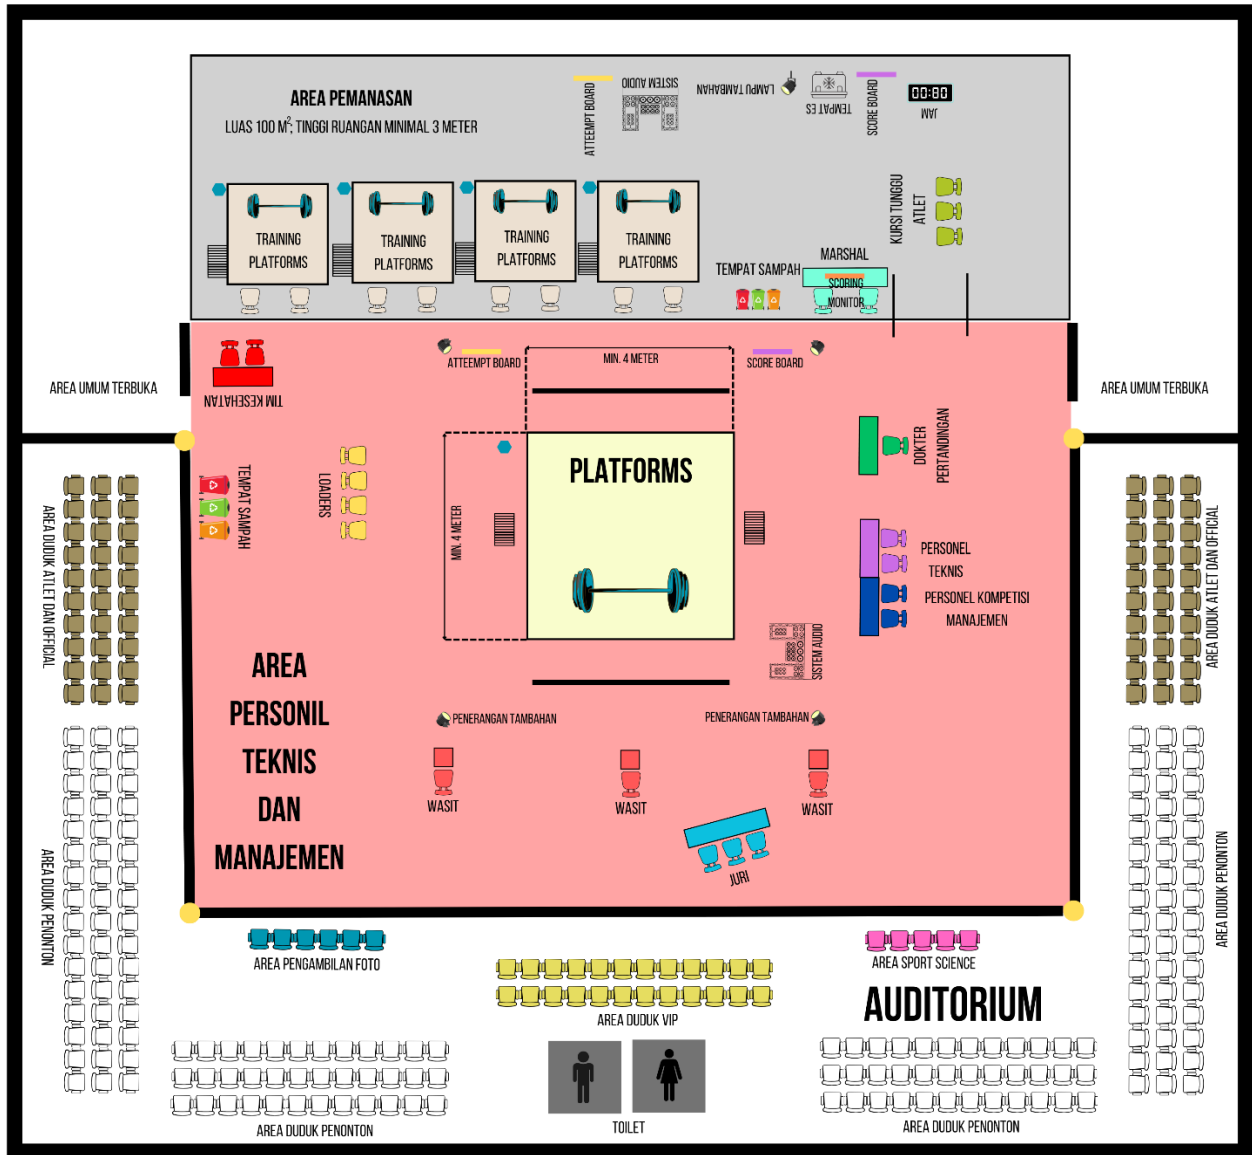 AREA PEMANASAN
LUAS 100 M²; TINGGI RUANGAN MINIMAL 3 METER
ATTEEMPT BOARD
SISTEM AUDIO
LAMPU TAMBAHAN
TEMPAT ES
SCORE BOARD
00:80
JAM
TRAINING
PLATFORMS
TRAINING
PLATFORMS
TRAINING
PLATFORMS
TRAINING
PLATFORMS
KURSI TUNGGU
ATLET
TEMPAT SAMPAH
MARSHAL
SCORING
MONITOR
AREA UMUM TERBUKA
TIM KESEHATAN
ATTEEMPT BOARD
MIN. 4 METER
SCORE BOARD
AREA UMUM TERBUKA
TEMPAT SAMPAH
LOADERS
MIN. 4 METER
PLATFORMS
DOKTER
PERTANDINGAN
PERSONEL
TEKNIS
PERSONEL KOMPETISI
MANAJEMEN
SISTEM AUDIO
AREA DUDUK ATLET DAN OFFICIAL
AREA DUDUK ATLET DAN OFFICIAL
AREA
PERSONIL
TEKNIS
DAN
MANAJEMEN
PENERANGAN TAMBAHAN
PENERANGAN TAMBAHAN
WASIT
WASIT
WASIT
JURI
AREA DUDUK PENONTON
AREA DUDUK PENONTON
AREA PENGAMBILAN FOTO
AREA SPORT SCIENCE
AREA DUDUK VIP
AUDITORIUM
AREA DUDUK PENONTON
TOILET
AREA DUDUK PENONTON